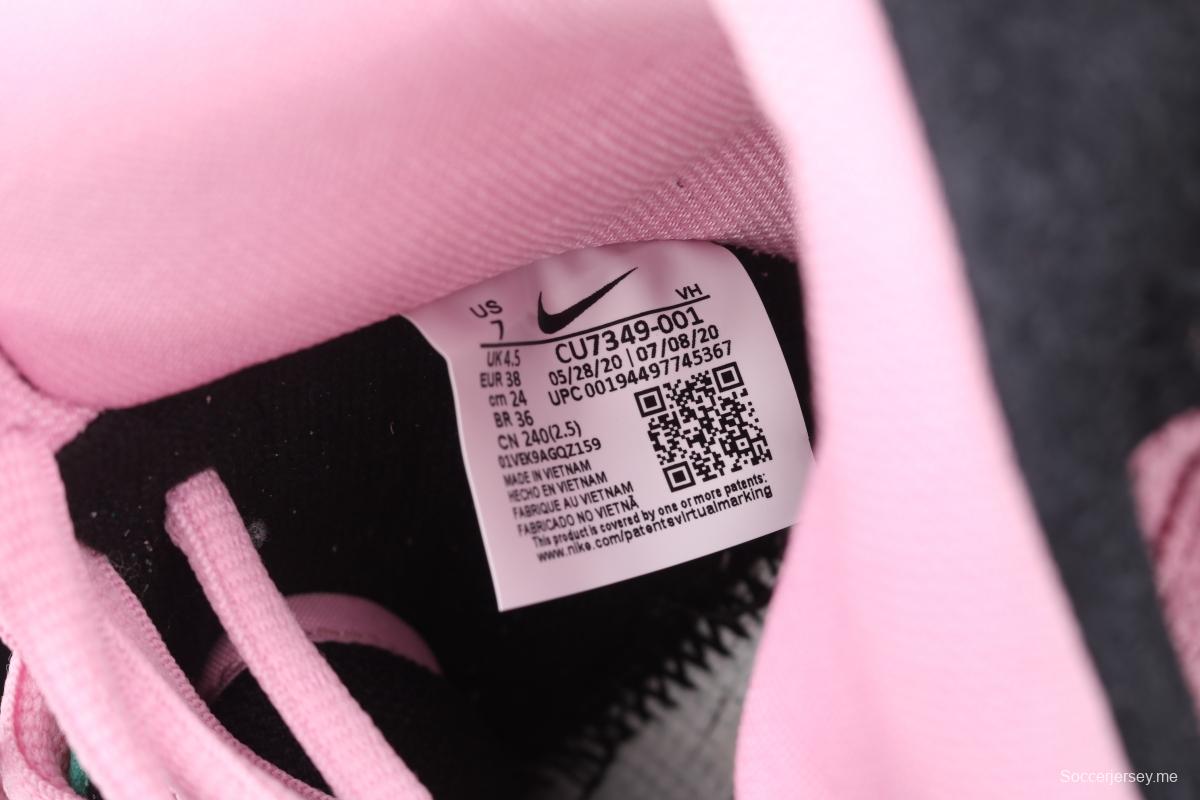 US
7
VH
UK 4.5
EUR 38
cm 24
BR 36
CN 240(2.5)
CU7349-001
05/28/20 | 07/08/20
UPC 00194497745367
01VEK9AGQZ159
MADE IN VIETNAM
HECHO EN VIETNAM
FABRIQUE AU VIETNAM
FABRICADO NO VIETNÃ
This product is covered by one or more patents:
www.nike.com/patentsvirtualmarking
Soccerjersey.me